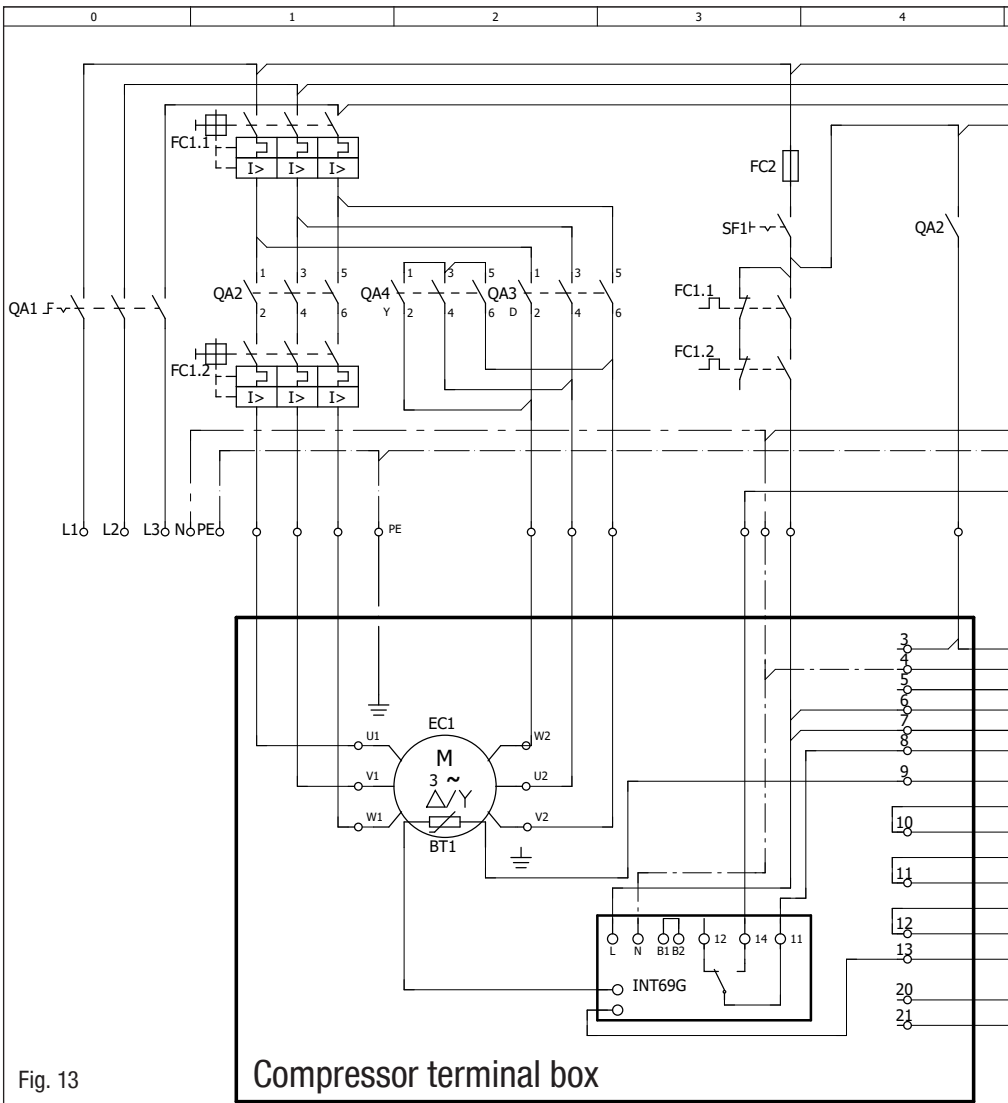 0 1 2 3 4
FC1.1
I> I> I>
FC2
SF1
QA2
1 3 5 1 3 5 1 3 5
QA1 QA2 QA4 QA3 FC1.1
2 4 6 Y 2 4 6 D 2 4 6
FC1.2
FC1.2
I> I> I>
L1 L2 L3 N PE PE
3
4
5
6
7
8
9
10
11
12
13
20
21
EC1
U1 W2
M
3 ~
V1 U2
△/Y
W1 V2
BT1
L N B1 B2 12 14 11
INT69G
Fig. 13
Compressor terminal box